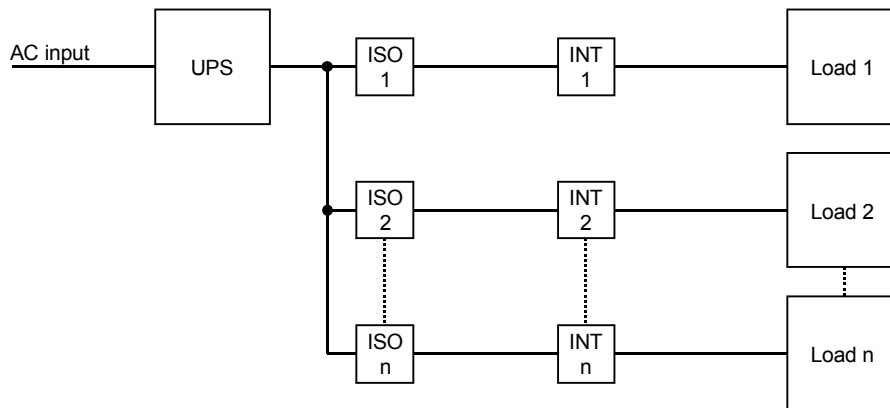 AC input
UPS
ISO
1
INT
1
Load 1
ISO
2
INT
2
Load 2
ISO
n
INT
n
Load n